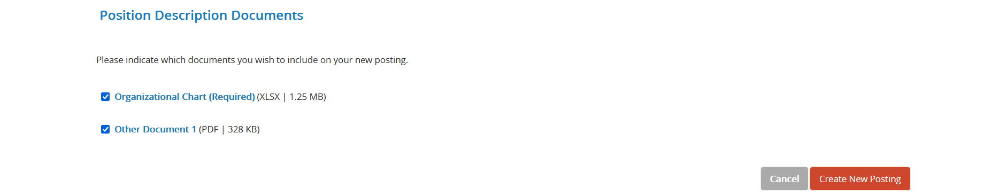 Position Description Documents
Please indicate which documents you wish to include on your new posting.
Organizational Chart (Required) (XLSX | 1.25 MB)
Other Document 1 (PDF | 328 KB)
Cancel Create New Posting